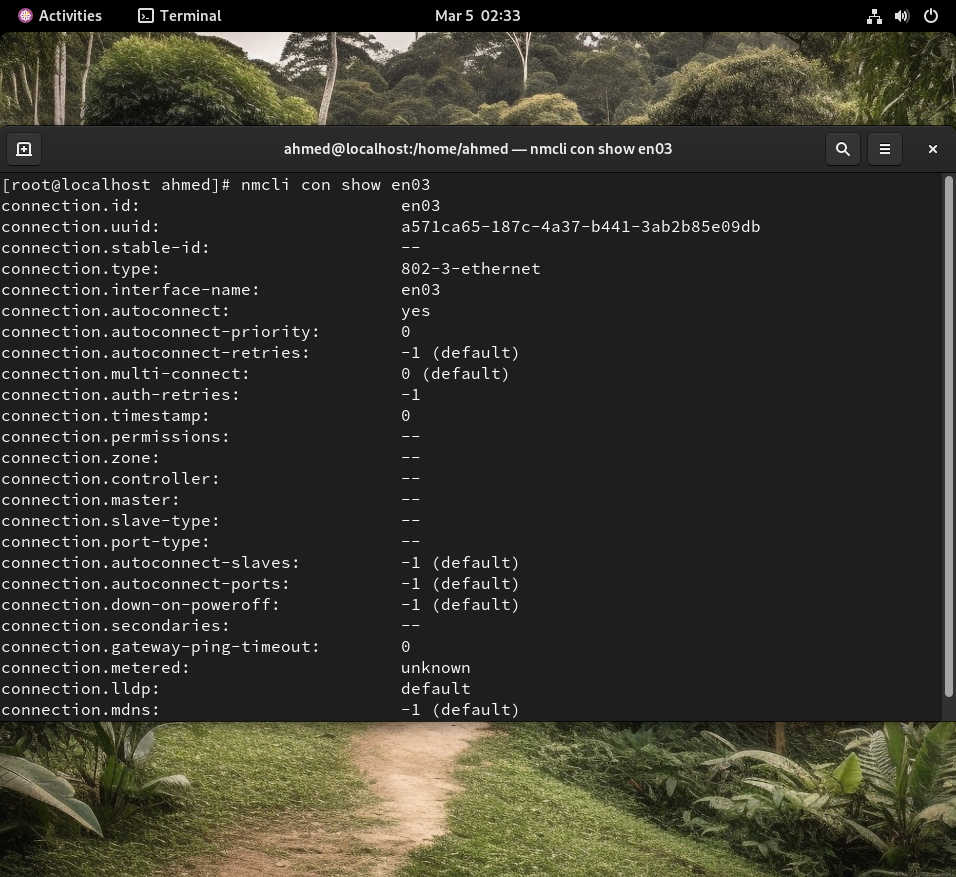 Activities Terminal Mar 5 02:33
ahmed@localhost:/home/ahmed — nmcli con show en03
[root@localhost ahmed]# nmcli con show en03
connection.id: en03
connection.uuid: a571ca65-187c-4a37-b441-3ab2b85e09db
connection.stable-id: --
connection.type: 802-3-ethernet
connection.interface-name: en03
connection.autoconnect: yes
connection.autoconnect-priority: 0
connection.autoconnect-retries: -1 (default)
connection.multi-connect: 0 (default)
connection.auth-retries: -1
connection.timestamp: 0
connection.permissions: --
connection.zone: --
connection.controller: --
connection.master: --
connection.slave-type: --
connection.port-type: --
connection.autoconnect-slaves: -1 (default)
connection.autoconnect-ports: -1 (default)
connection.down-on-poweroff: -1 (default)
connection.secondaries: --
connection.gateway-ping-timeout: 0
connection.metered: unknown
connection.lldp: default
connection.mdns: -1 (default)